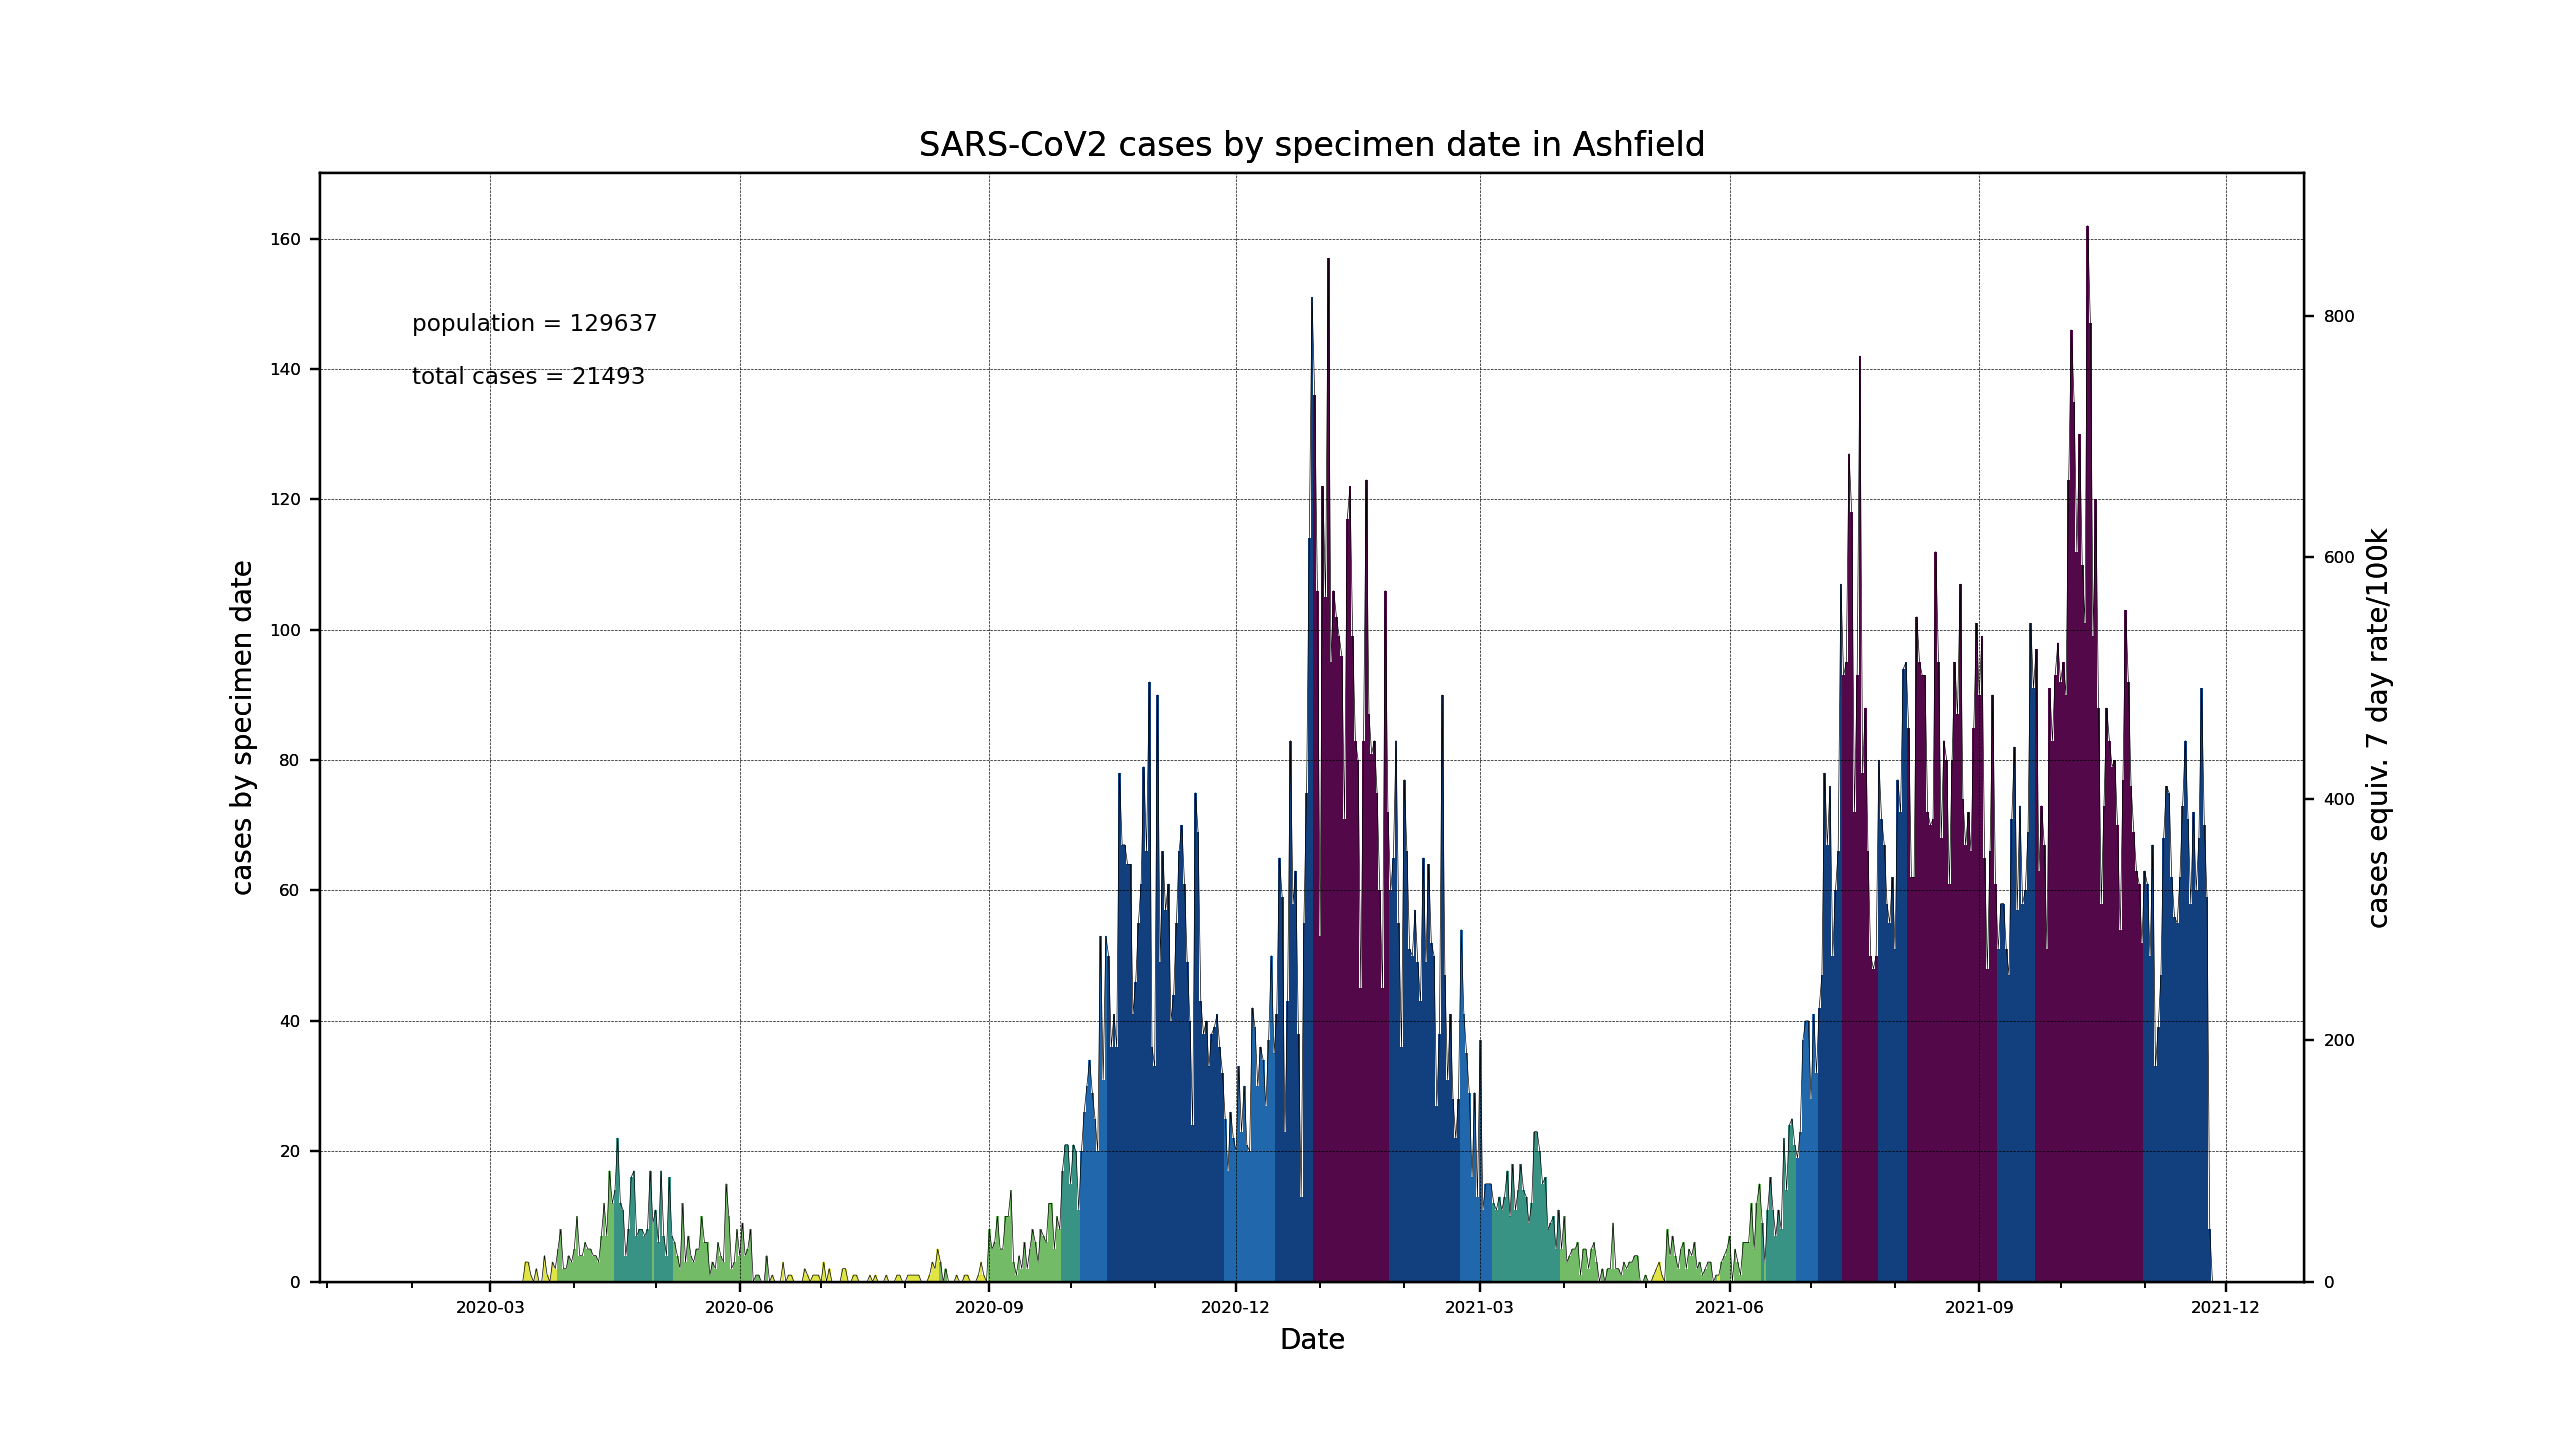 SARS-CoV2 cases by specimen date in Ashfield
population = 129637
total cases = 21493
cases by specimen date
160
140
120
100
80
60
40
20
0
800
600
400
200
0
cases equiv. 7 day rate/100k
2020-03 2020-06 2020-09 2020-12 2021-03 2021-06 2021-09 2021-12
Date